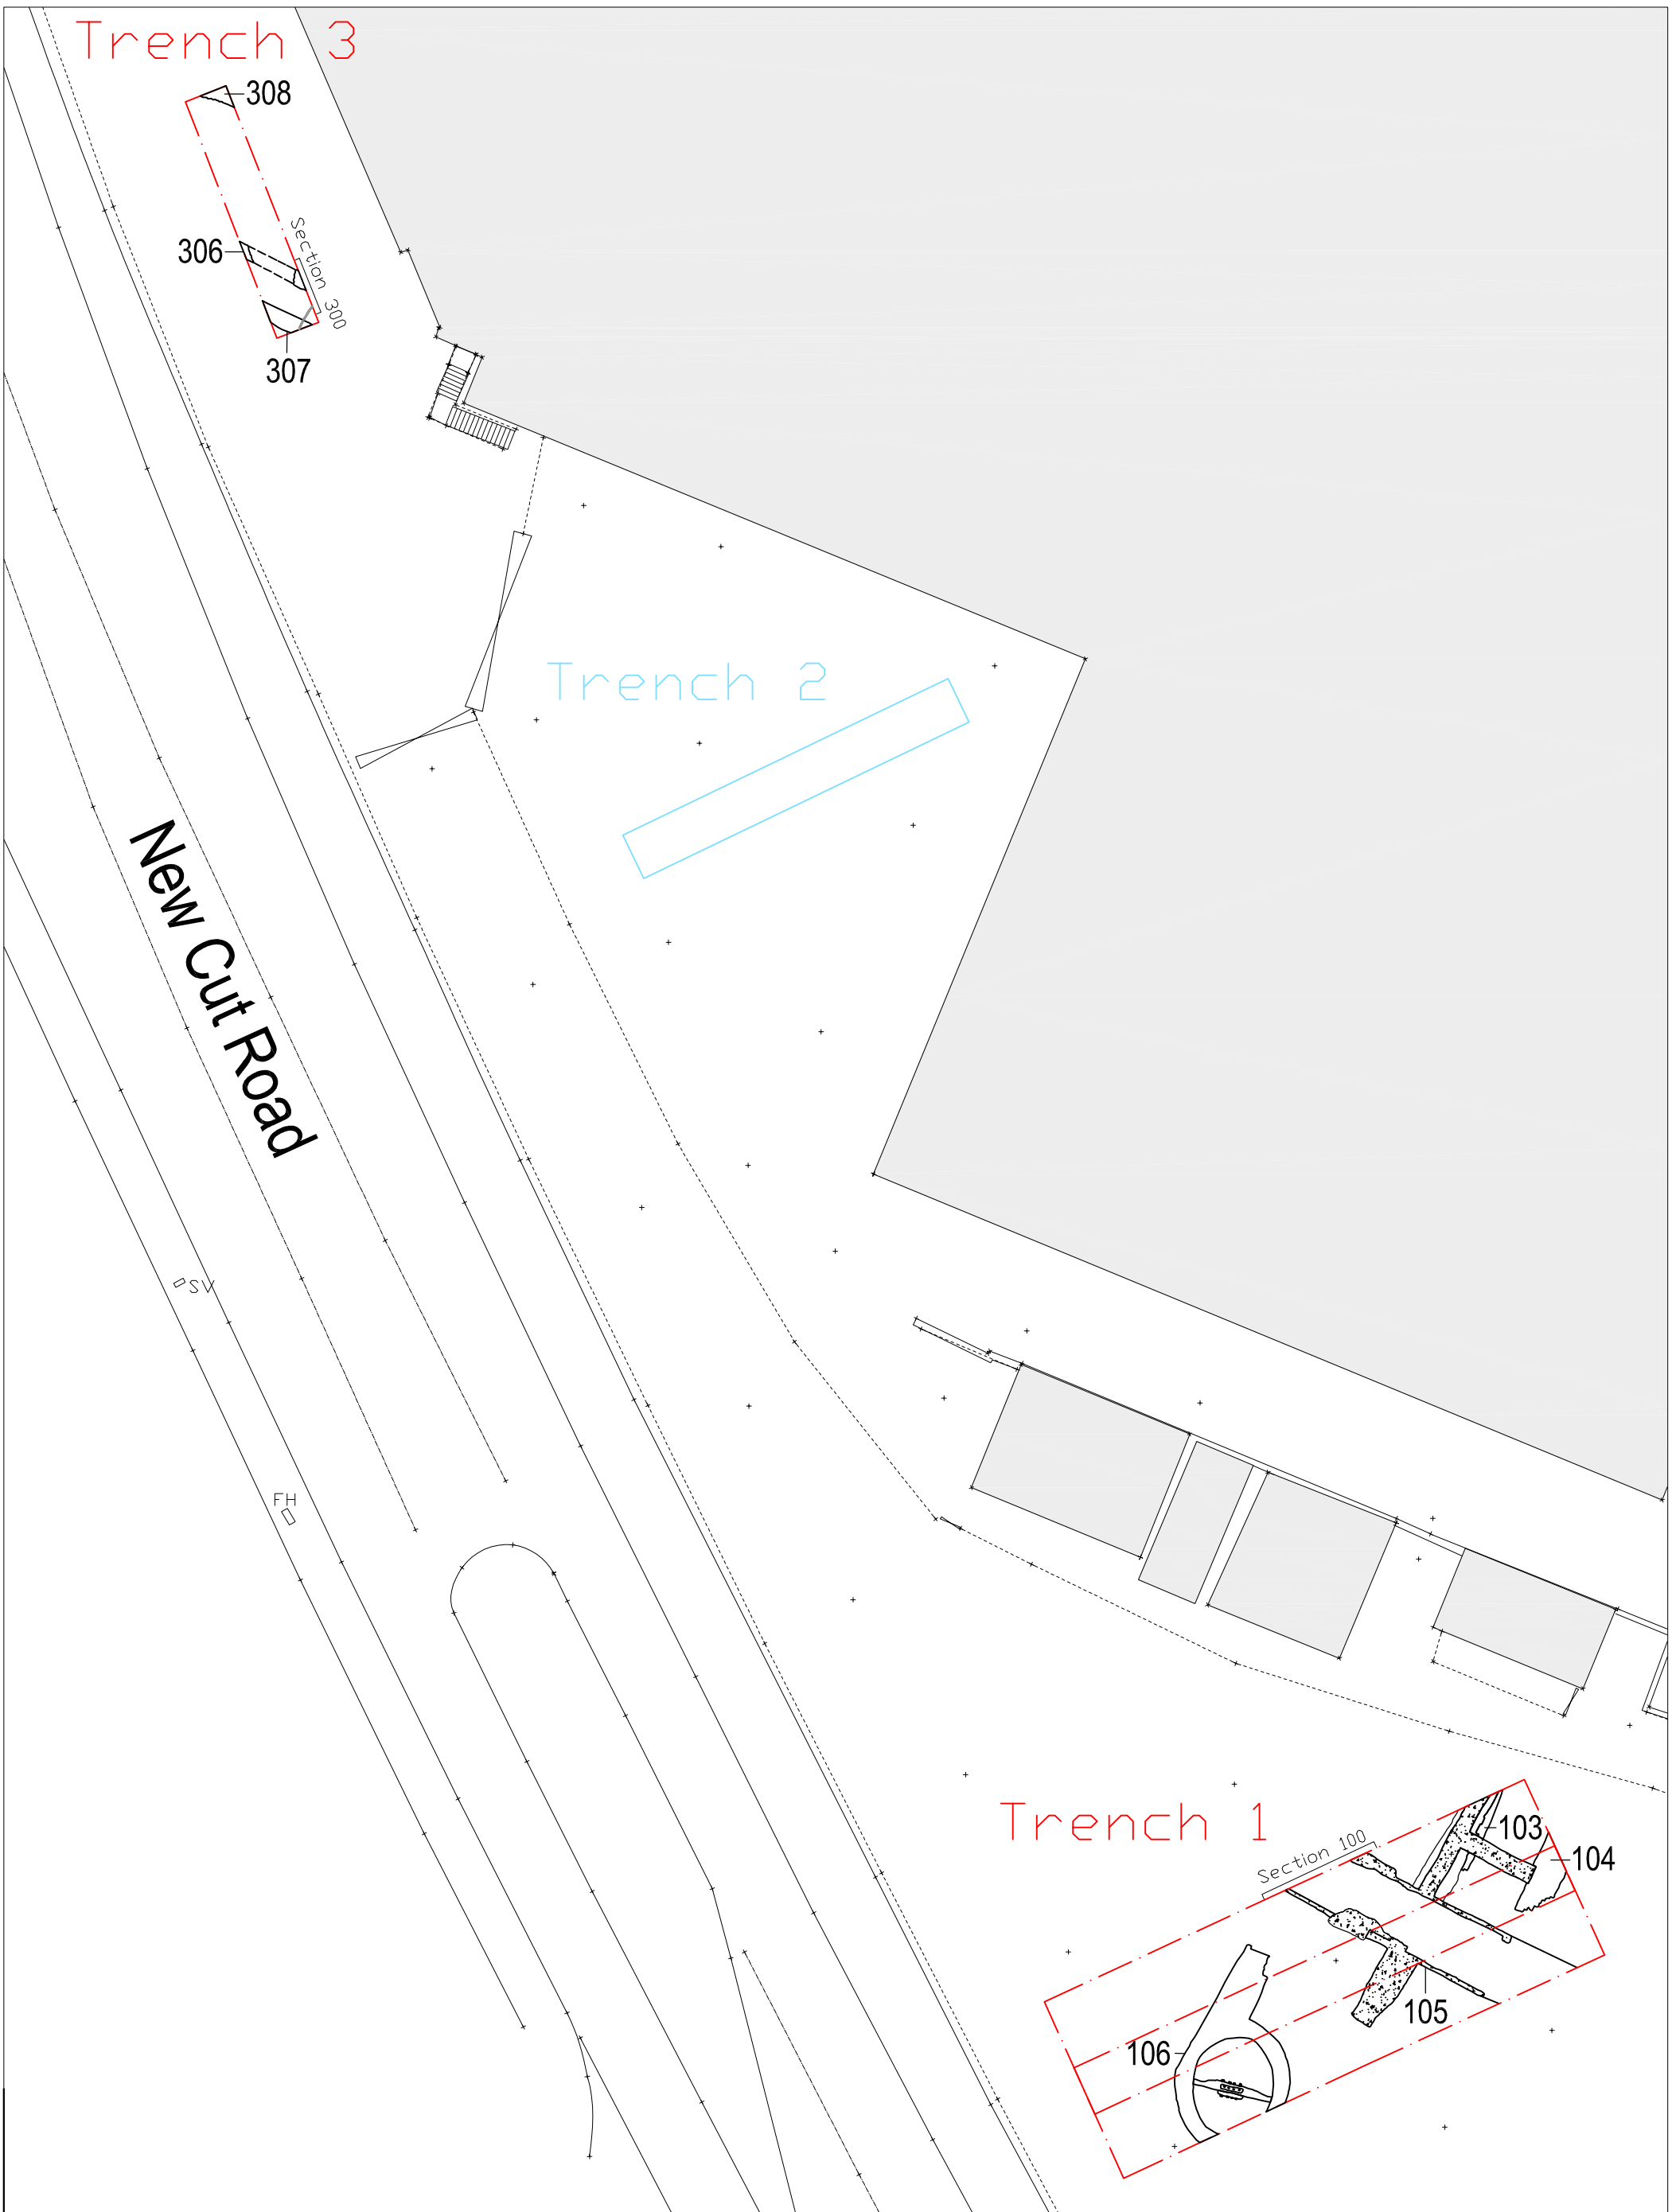 Trench 3
308
306
Section 300
307
Trench 2
New Cut Road
SV
FH
Trench 1
Section 100
103
104
105
106